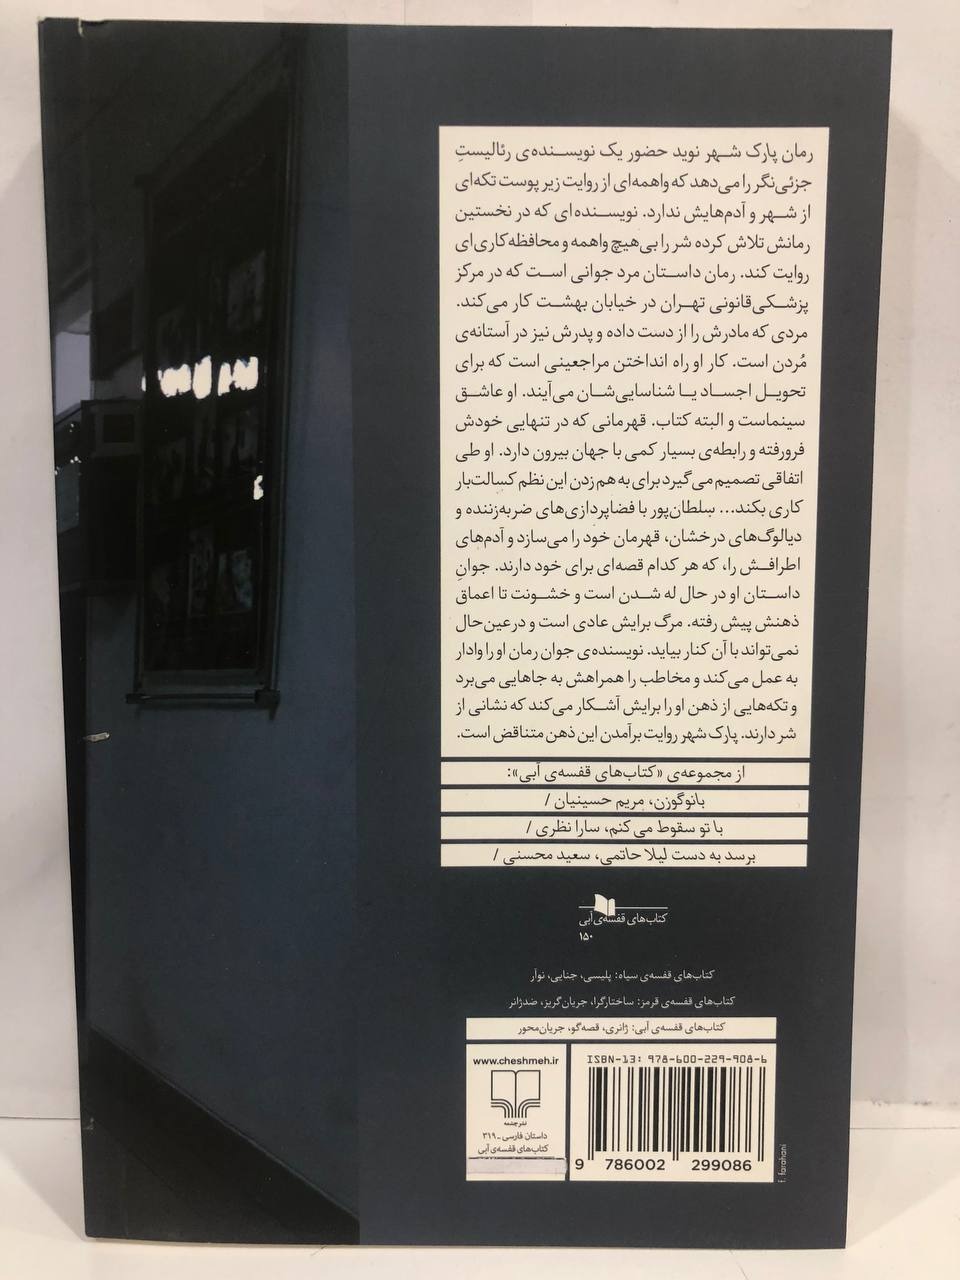 رمان پارک شهر نوید حضور یک نویسنده‌ی رئالیستِ
جزئی‌نگر را می‌دهد که واهمه‌ای از روایت زیر پوست تکه‌ای
از شهر و آدم‌هایش ندارد. نویسنده‌ای که در نخستین
رمانش تلاش کرده شر را بی‌هیچ واهمه و محافظه‌کاری‌ای
روایت کند. رمان داستان مرد جوانی است که در مرکز
پزشکی‌قانونی تهران در خیابان بهشت کار می‌کند.
مردی که مادرش را از دست داده و پدرش نیز در آستانه‌ی
مُردن است. کار او راه انداختن مراجعینی است که برای
تحویل اجساد یا شناسایی‌شان می‌آیند. او عاشق
سینماست و البته کتاب. قهرمانی که در تنهایی خودش
فرورفته و رابطه‌ی بسیار کمی با جهان بیرون دارد. او طی
اتفاقی تصمیم می‌گیرد برای به هم زدن این نظم کسالت‌بار
کاری بکند... سلطان‌پور با فضاپردازی‌های ضربه‌زننده و
دیالوگ‌های درخشان، قهرمان خود را می‌سازد و آدم‌های
اطرافش را، که هر کدام قصه‌ای برای خود دارند. جوانِ
داستان او در حال له شدن است و خشونت تا اعماق
ذهنش پیش رفته. مرگ برایش عادی است و درعین‌حال
نمی‌تواند با آن کنار بیاید. نویسنده‌ی جوان رمان او را وادار
به عمل می‌کند و مخاطب را همراهش به جاهایی می‌برد
و تکه‌هایی از ذهن او را برایش آشکار می‌کند که نشانی از
شر دارند. پارک شهر روایت برآمدن این ذهن متناقض است.
از مجموعه‌ی «کتاب‌های قفسه‌ی آبی»:
بانوگوزن، مریم حسینیان /
با تو سقوط می‌کنم، سارا نظری /
برسد به دست لیلا حاتمی، سعید محسنی /
کتاب‌های قفسه‌ی آبی
۱۵۰
کتاب‌های قفسه‌ی سیاه: پلیسی، جنایی، نوآر
کتاب‌های قفسه‌ی قرمز: ساختارگرا، جریان‌گریز، ضدژانر
کتاب‌های قفسه‌ی آبی: ژانری، قصه‌گو، جریان‌محور
www.cheshmeh.ir
نشرچشمه
داستان فارسی ـ ۳۱۹
کتاب‌های قفسه‌ی آبی
ISBN-13: 978-600-229-908-6
9 786002 299086
f. farahani